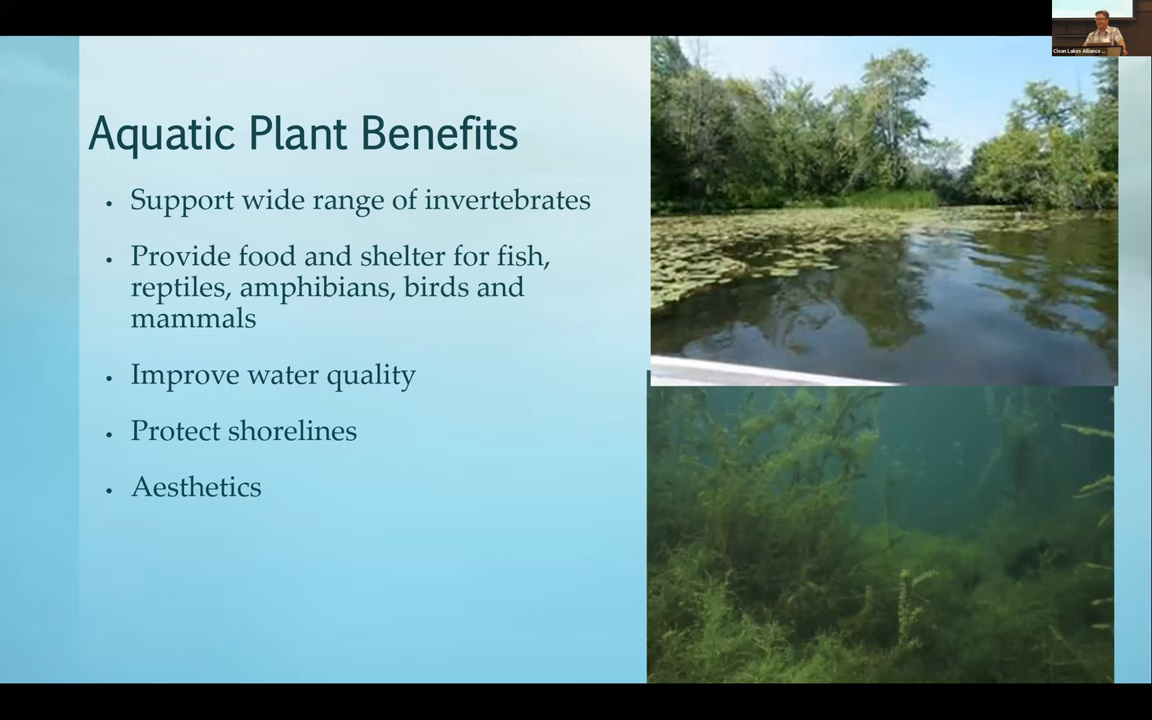 Clean Lakes Alliance ...
Aquatic Plant Benefits
• Support wide range of invertebrates
• Provide food and shelter for fish,
reptiles, amphibians, birds and
mammals
• Improve water quality
• Protect shorelines
• Aesthetics